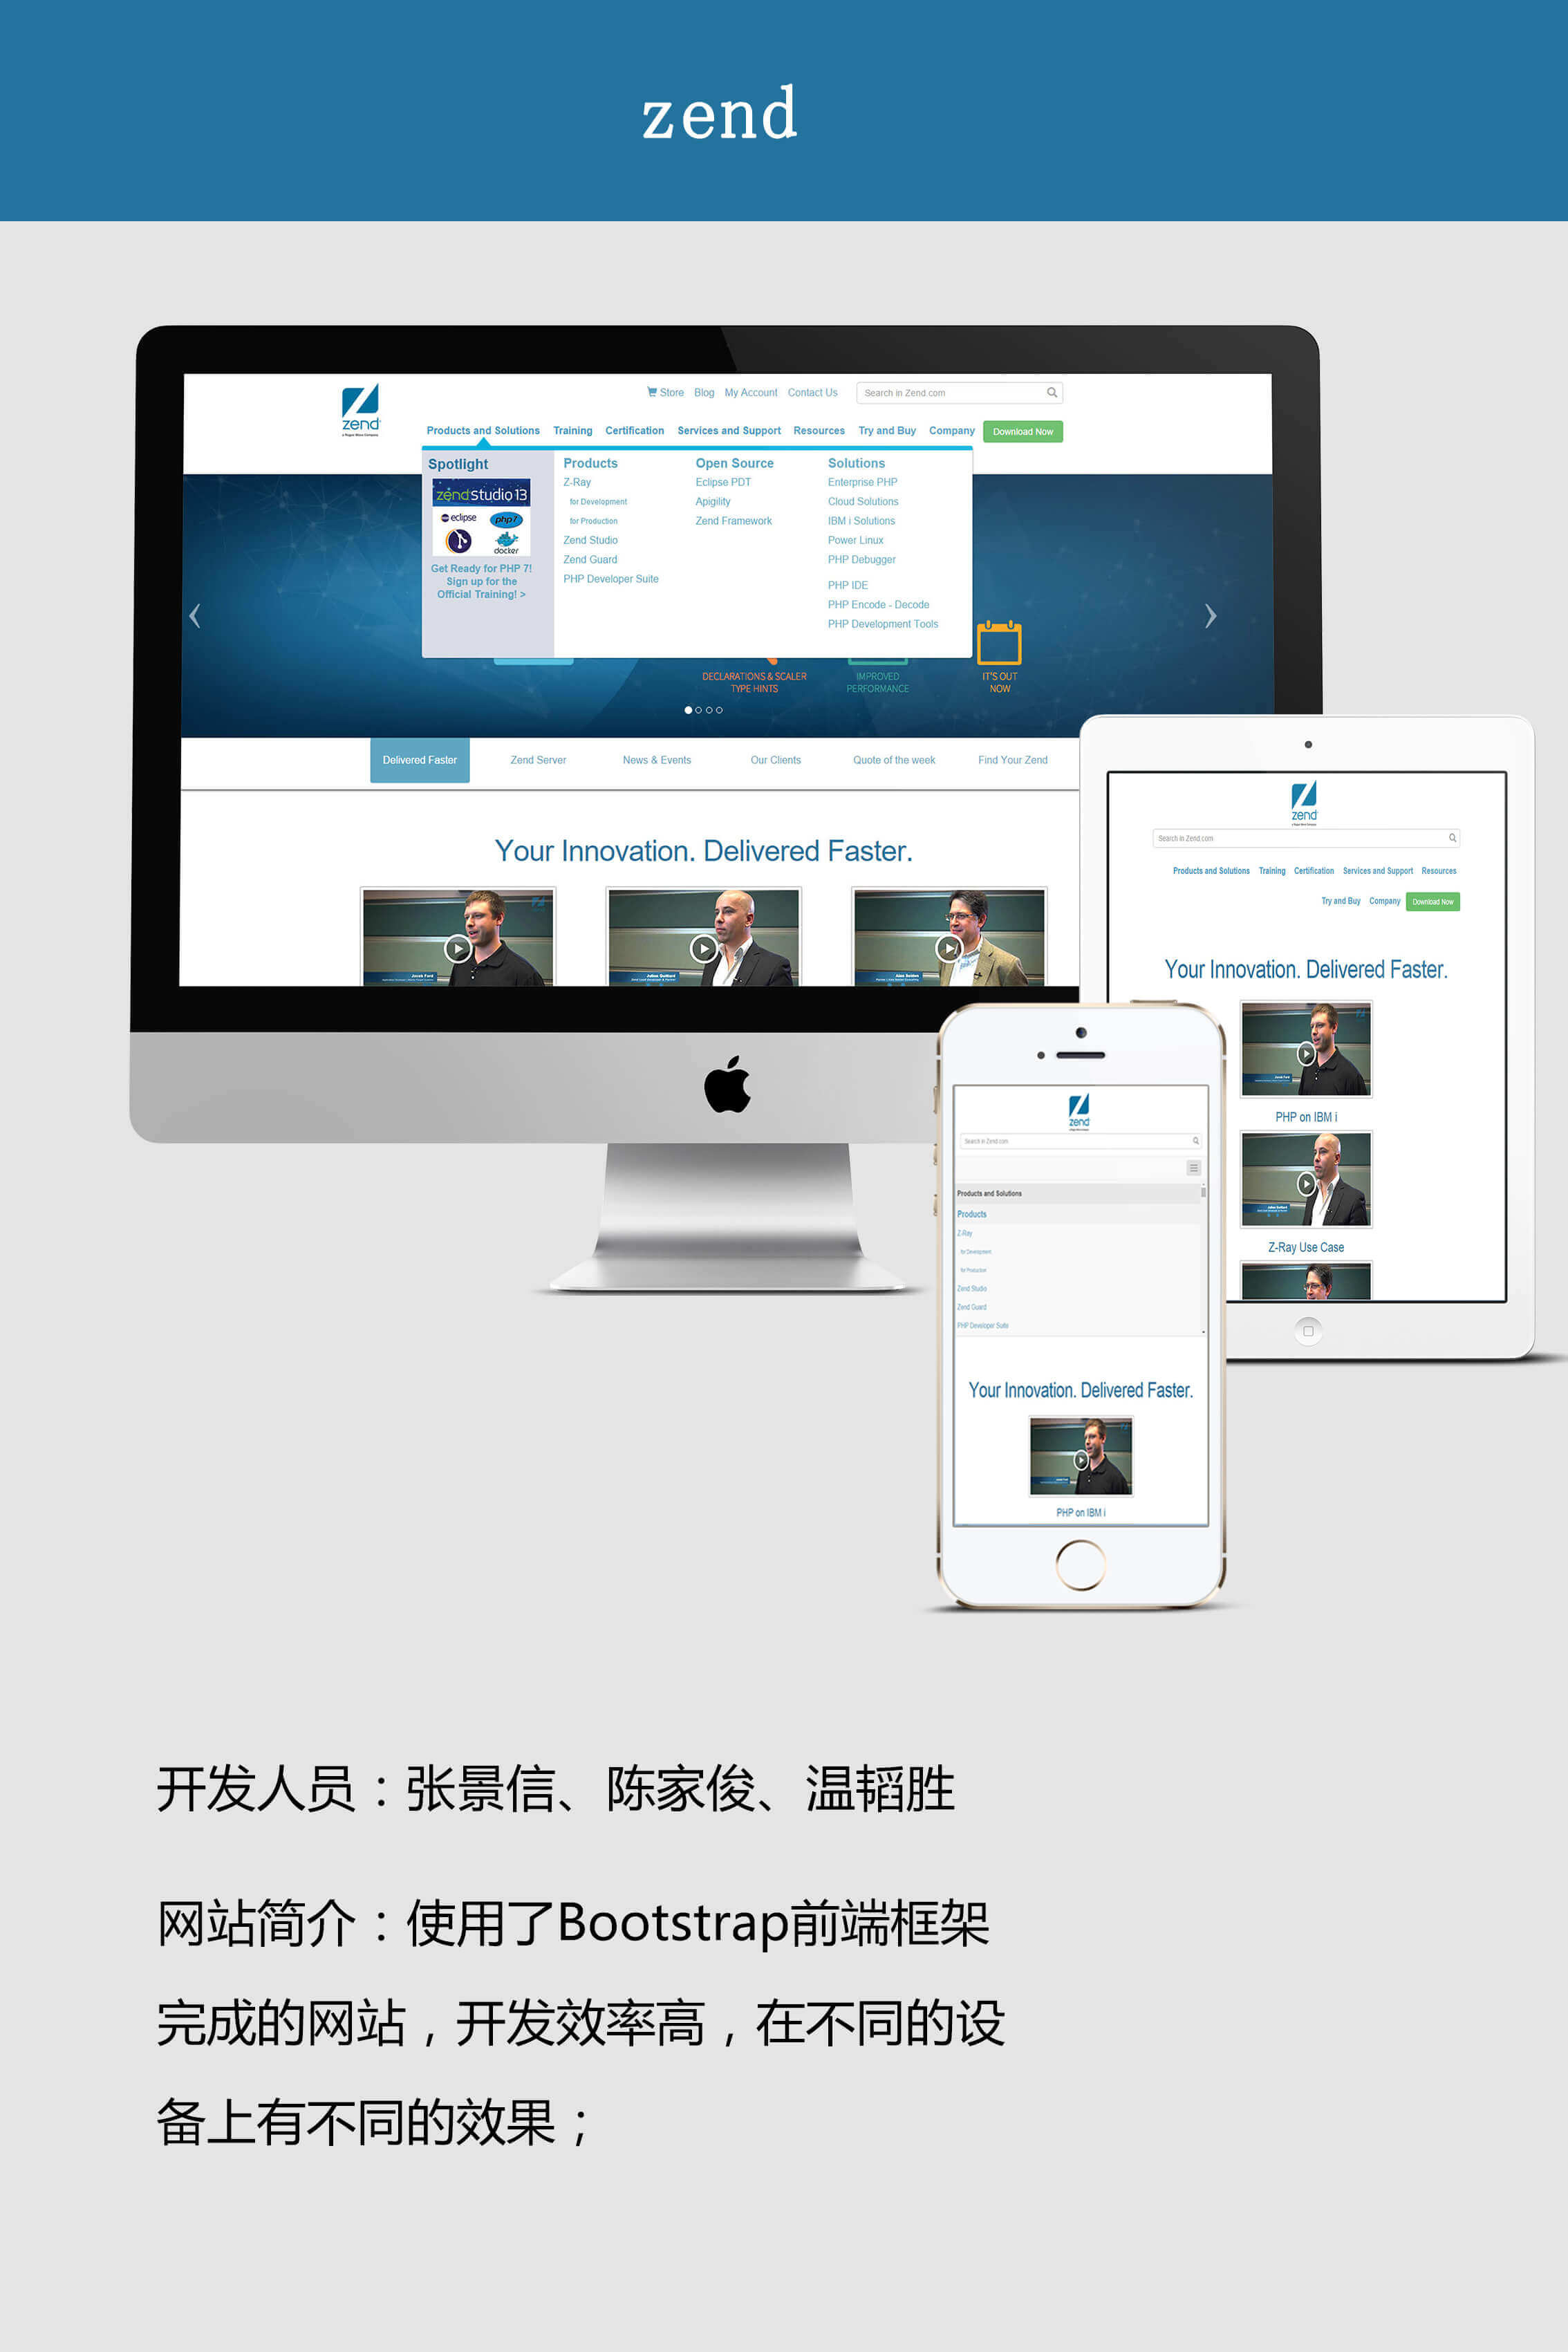 zend
zend
a Rogue Wave Company
Store Blog My Account Contact Us Search in Zend.com
Products and Solutions Training Certification Services and Support Resources Try and Buy Company Download Now
Spotlight
zend studio 13
eclipse php7
docker
Get Ready for PHP 7!
Sign up for the
Official Training! >
Products
Z-Ray
for Development
for Production
Zend Studio
Zend Guard
PHP Developer Suite
Open Source
Eclipse PDT
Apigility
Zend Framework
Solutions
Enterprise PHP
Cloud Solutions
IBM i Solutions
Power Linux
PHP Debugger
PHP IDE
PHP Encode - Decode
PHP Development Tools
DECLARATIONS & SCALER
TYPE HINTS
IMPROVED
PERFORMANCE
IT'S OUT
NOW
Delivered Faster Zend Server News & Events Our Clients Quote of the week Find Your Zend
Your Innovation. Delivered Faster.
zend
Search in Zend.com
Products and Solutions Training Certification Services and Support Resources
Try and Buy Company Download Now
Your Innovation. Delivered Faster.
PHP on IBM i
Z-Ray Use Case
zend
Search in Zend.com
Products and Solutions
Products
Z-Ray
for Development
for Production
Zend Studio
Zend Guard
PHP Developer Suite
Your Innovation. Delivered Faster.
PHP on IBM i
开发人员：张景信、陈家俊、温韬胜
网站简介：使用了Bootstrap前端框架
完成的网站，开发效率高，在不同的设
备上有不同的效果；